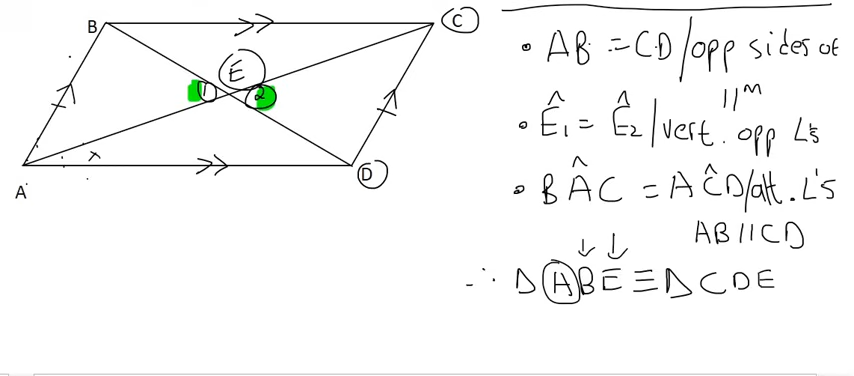 B
C
E
1
2
A
x
D
• AB = CD/opp sides of
||ᵐ
• Ê₁ = Ê₂ / vert. opp L's
• BÂC = AĈD/alt. L's
AB//CD
∴ Δ ABE ≡ Δ CDE